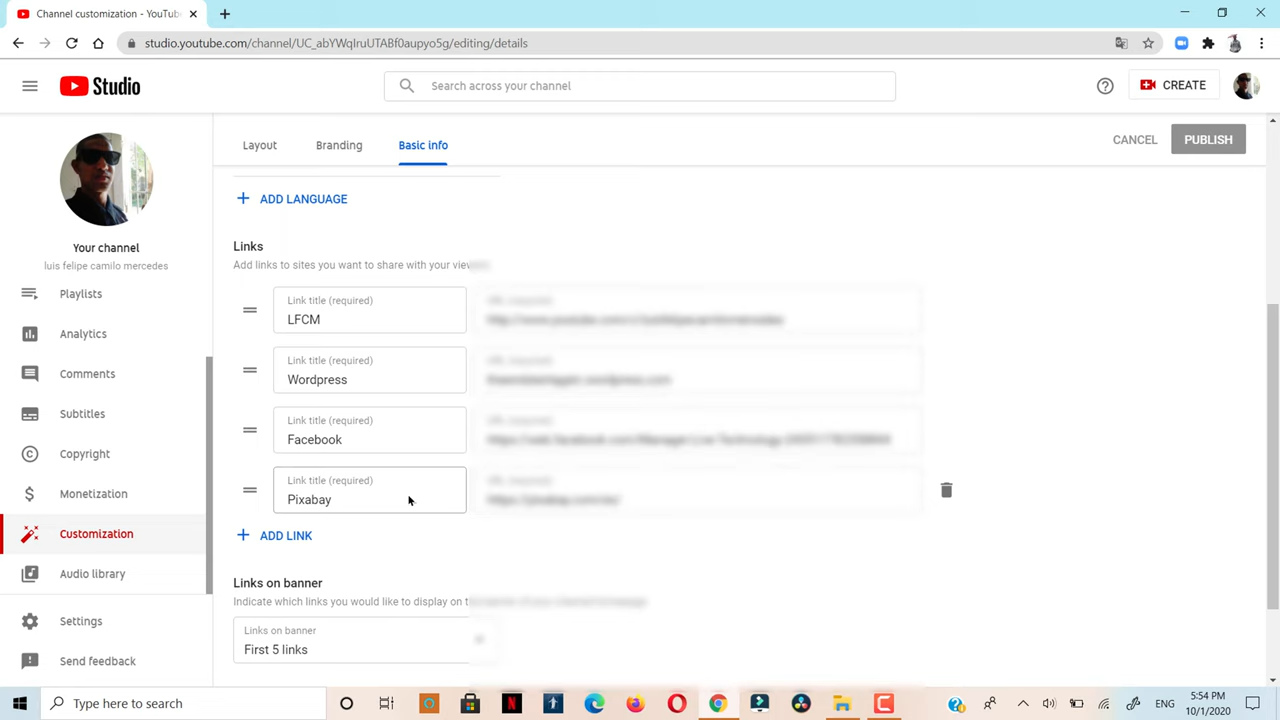 Channel customization - YouTu
studio.youtube.com/channel/UC_abYWqIruUTABf0aupyo5g/editing/details
Studio
Search across your channel
CREATE
Layout
Branding
Basic info
CANCEL
PUBLISH
Your channel
luis felipe camilo mercedes
Playlists
Analytics
Comments
Subtitles
Copyright
Monetization
Customization
Audio library
Settings
Send feedback
ADD LANGUAGE
Links
Add links to sites you want to share with your viewers
Link title (required)
LFCM
Link title (required)
Wordpress
Link title (required)
Facebook
Link title (required)
Pixabay
ADD LINK
Links on banner
Indicate which links you would like to display on
Links on banner
First 5 links
Type here to search
ENG
5:54 PM
10/1/2020